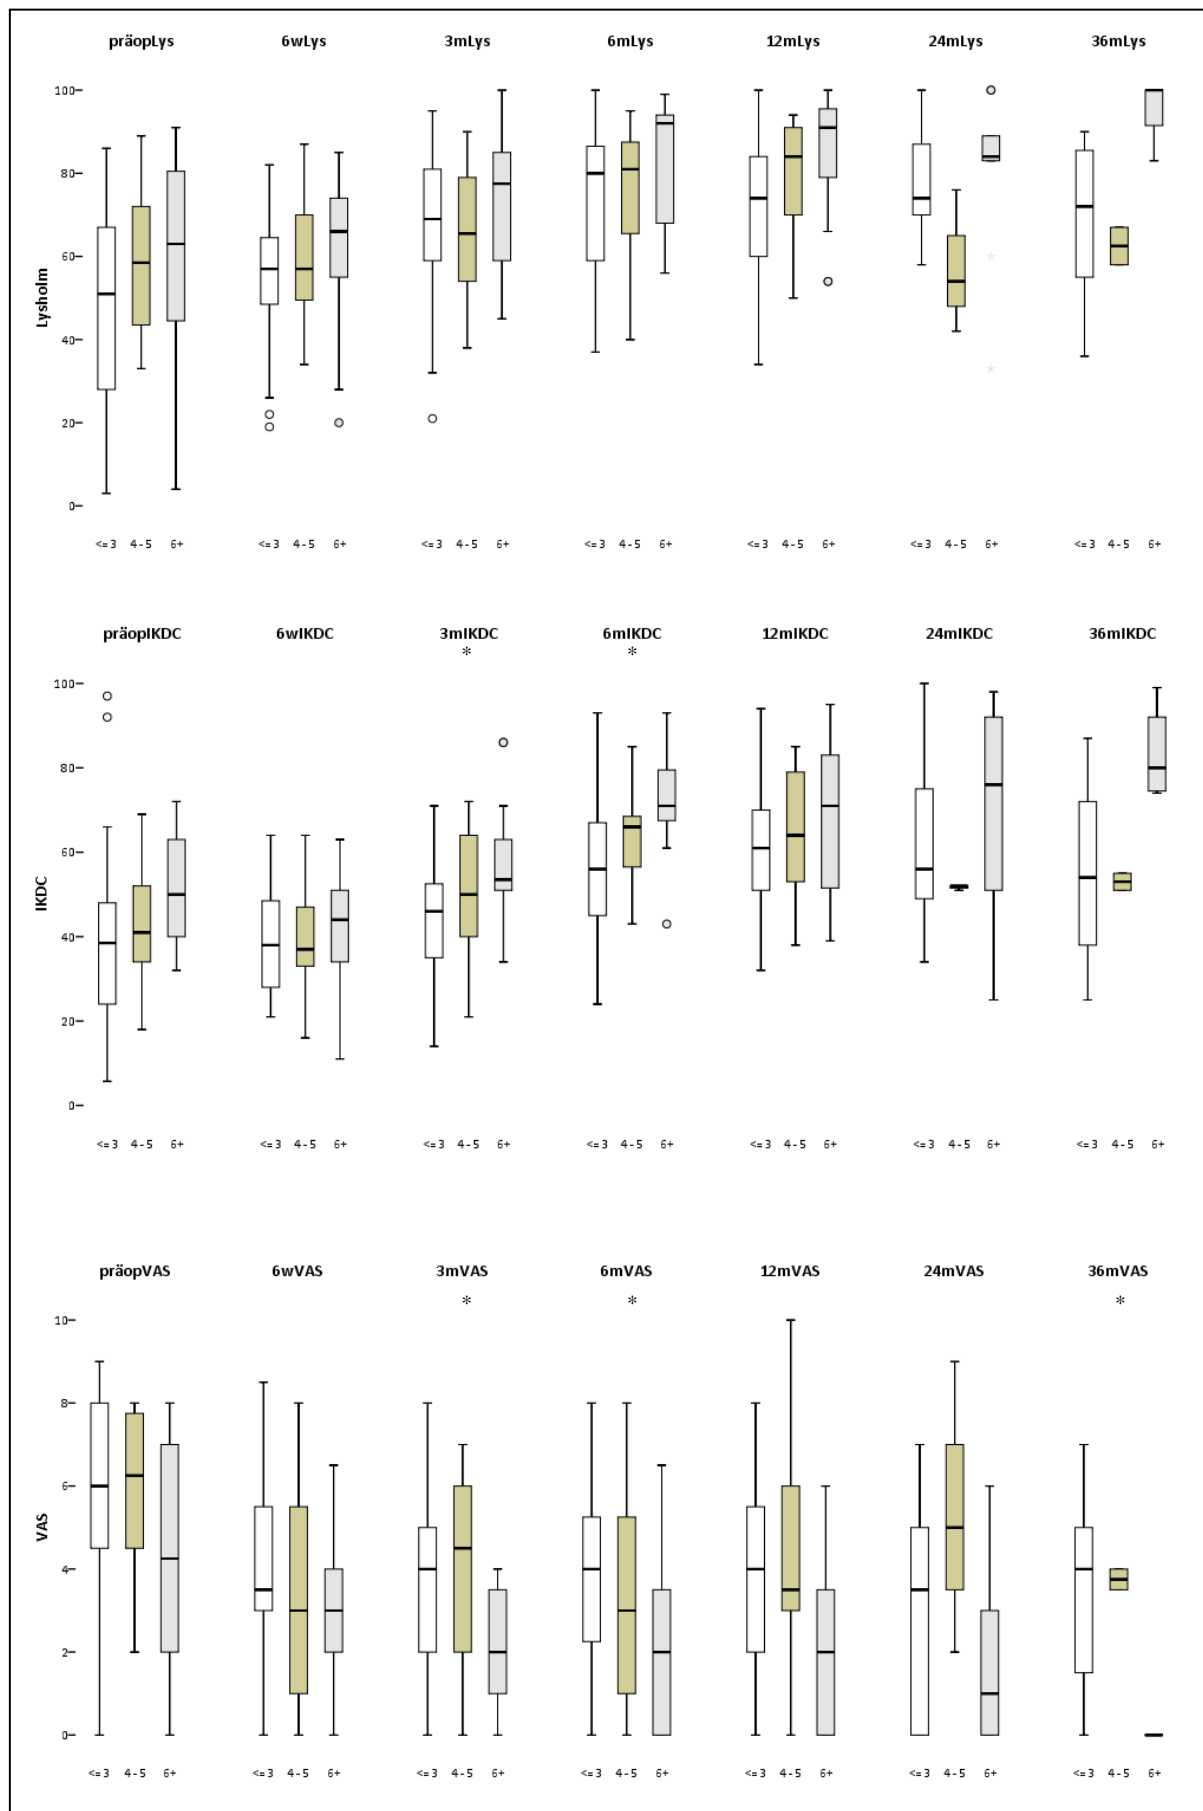 präopLys 6wLys 3mLys 6mLys 12mLys 24mLys 36mLys
100
80
60
40
20
0
Lysholm
<=3 4-5 6+ <=3 4-5 6+ <=3 4-5 6+ <=3 4-5 6+ <=3 4-5 6+ <=3 4-5 6+ <=3 4-5 6+
präopIKDC 6wIKDC 3mIKDC 6mIKDC 12mIKDC 24mIKDC 36mIKDC
* *
100
80
60
40
20
0
IKDC
<=3 4-5 6+ <=3 4-5 6+ <=3 4-5 6+ <=3 4-5 6+ <=3 4-5 6+ <=3 4-5 6+ <=3 4-5 6+
präopVAS 6wVAS 3mVAS 6mVAS 12mVAS 24mVAS 36mVAS
* * *
10
8
6
4
2
0
VAS
<=3 4-5 6+ <=3 4-5 6+ <=3 4-5 6+ <=3 4-5 6+ <=3 4-5 6+ <=3 4-5 6+ <=3 4-5 6+